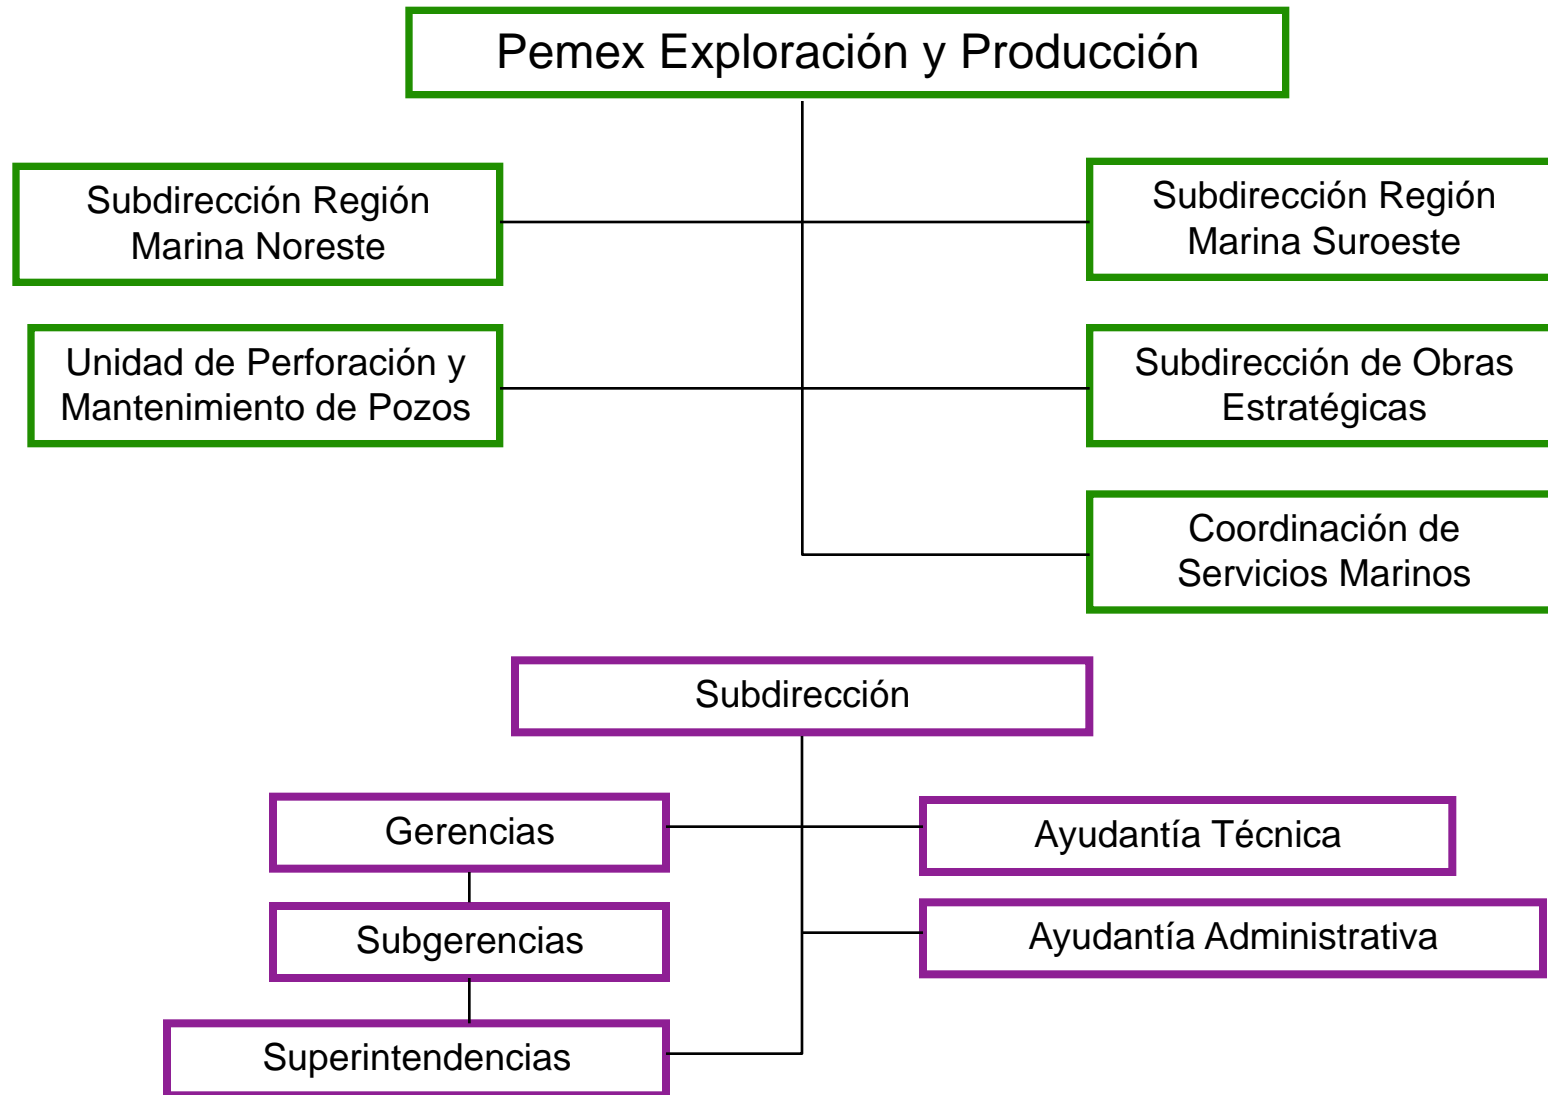 Pemex Exploración y Producción
Subdirección Región
Marina Noreste
Subdirección Región
Marina Suroeste
Unidad de Perforación y
Mantenimiento de Pozos
Subdirección de Obras
Estratégicas
Coordinación de
Servicios Marinos
Subdirección
Gerencias
Ayudantía Técnica
Subgerencias
Ayudantía Administrativa
Superintendencias